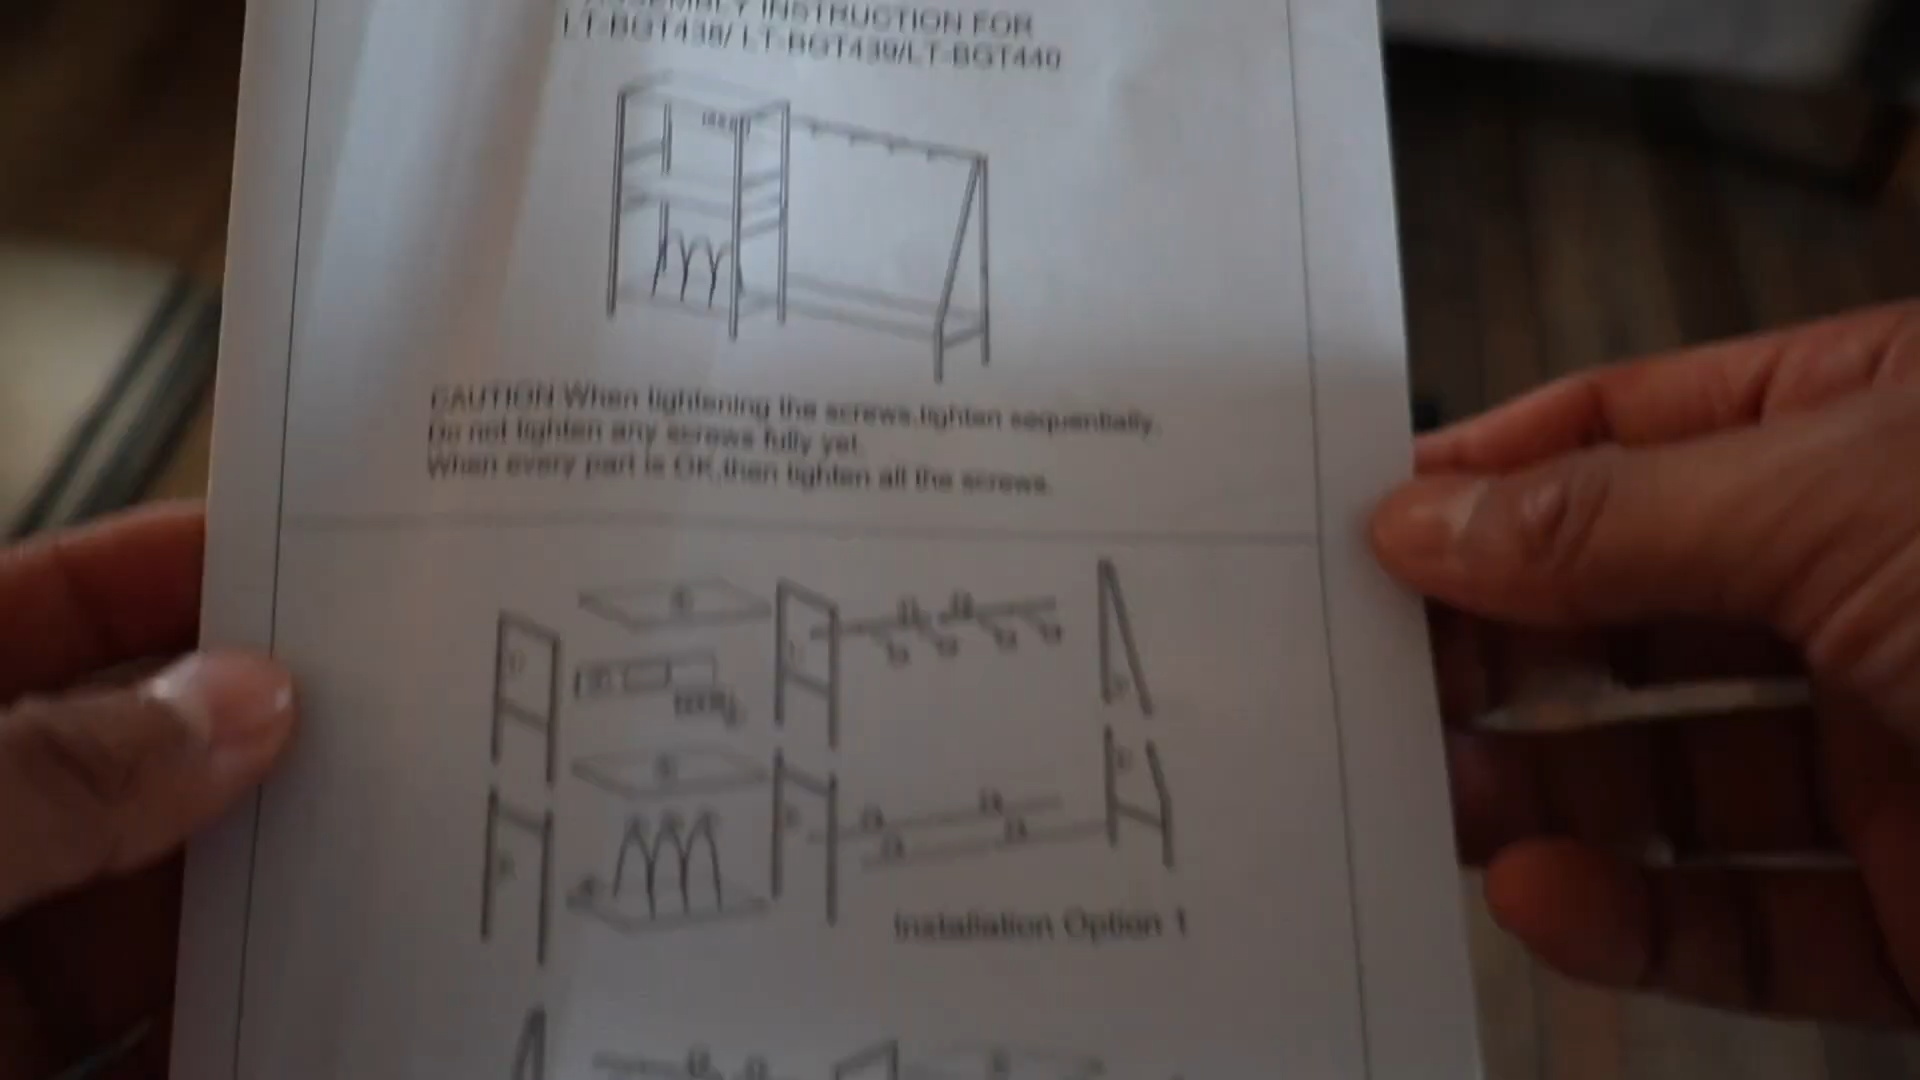 ASSEMBLY INSTRUCTION FOR
LT-BGT438/ LT-BGT439/LT-BGT440
CAUTION:When tightening the screws,tighten sequentially.
Do not tighten any screws fully yet.
When every part is OK,then tighten all the screws.
Installation Option 1